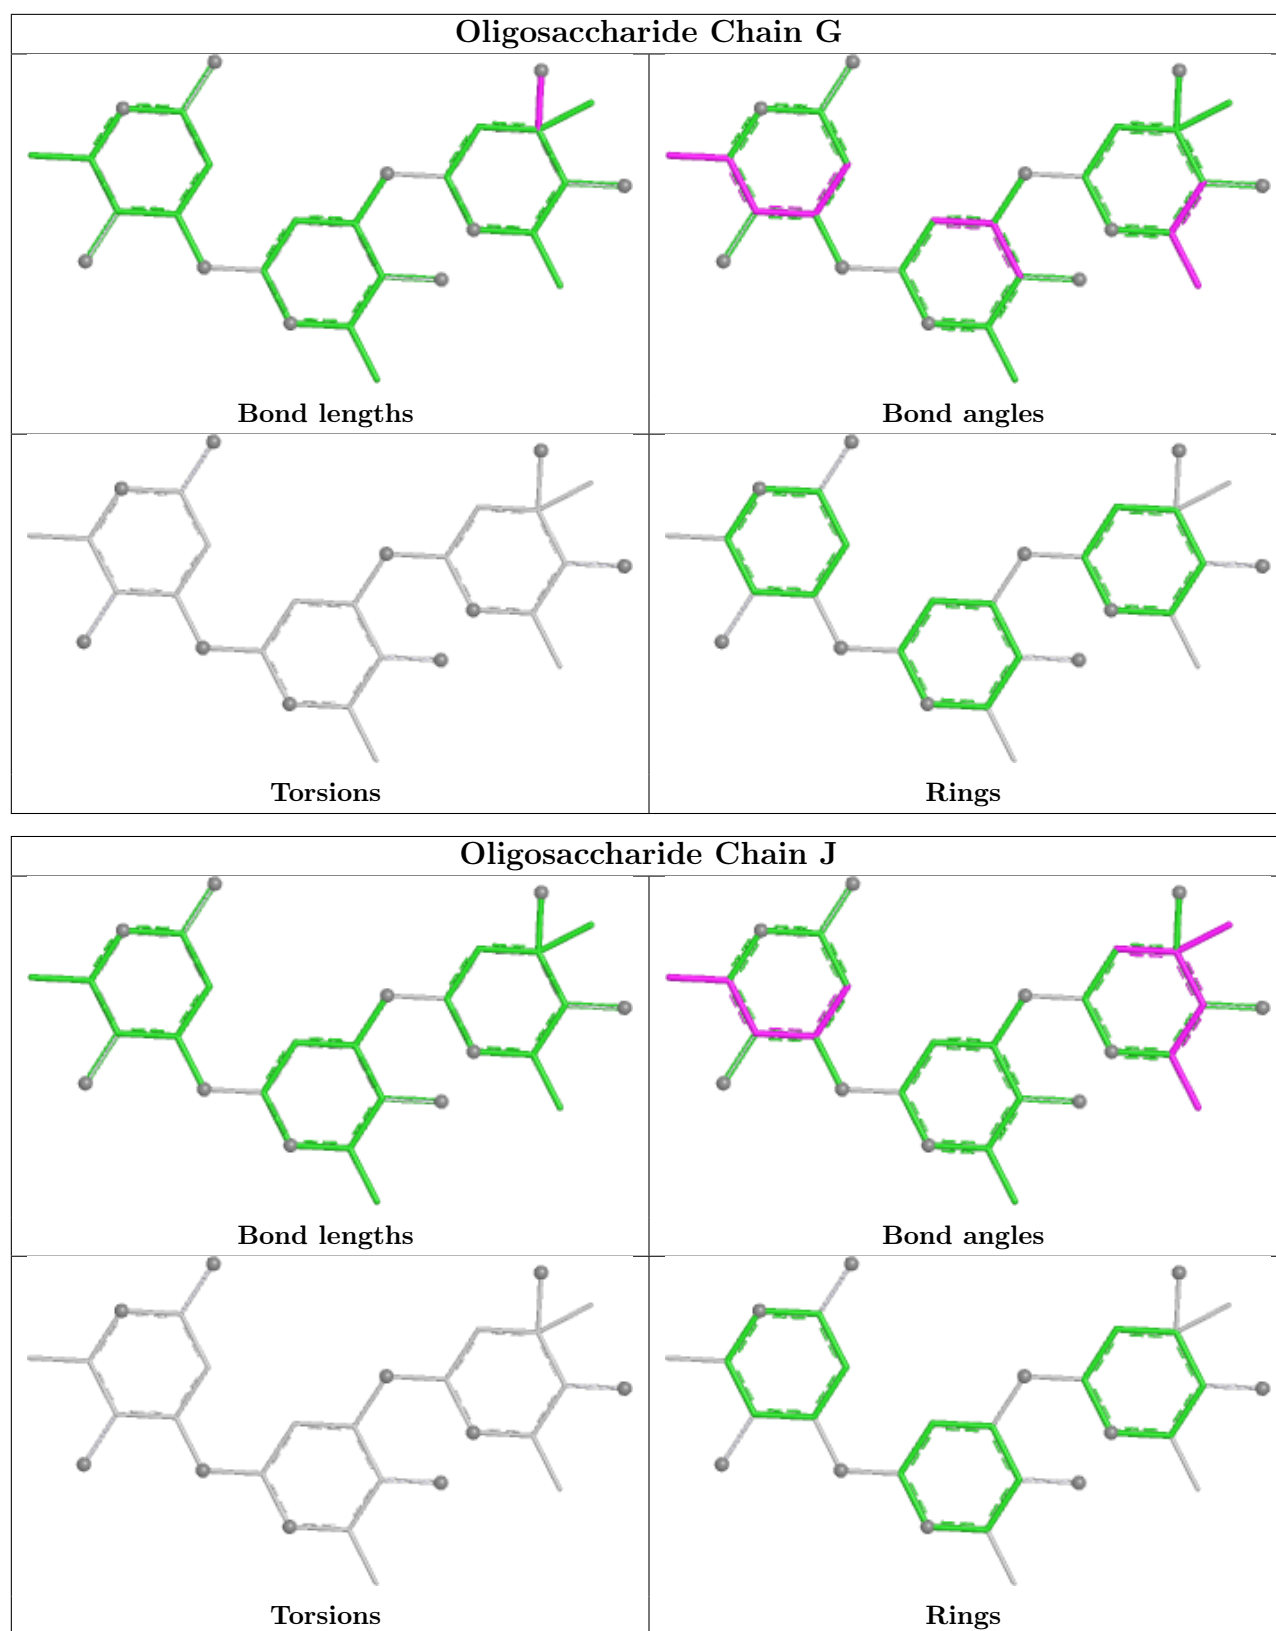 Oligosaccharide Chain G
Bond lengths
Bond angles
Torsions
Rings
Oligosaccharide Chain J
Bond lengths
Bond angles
Torsions
Rings